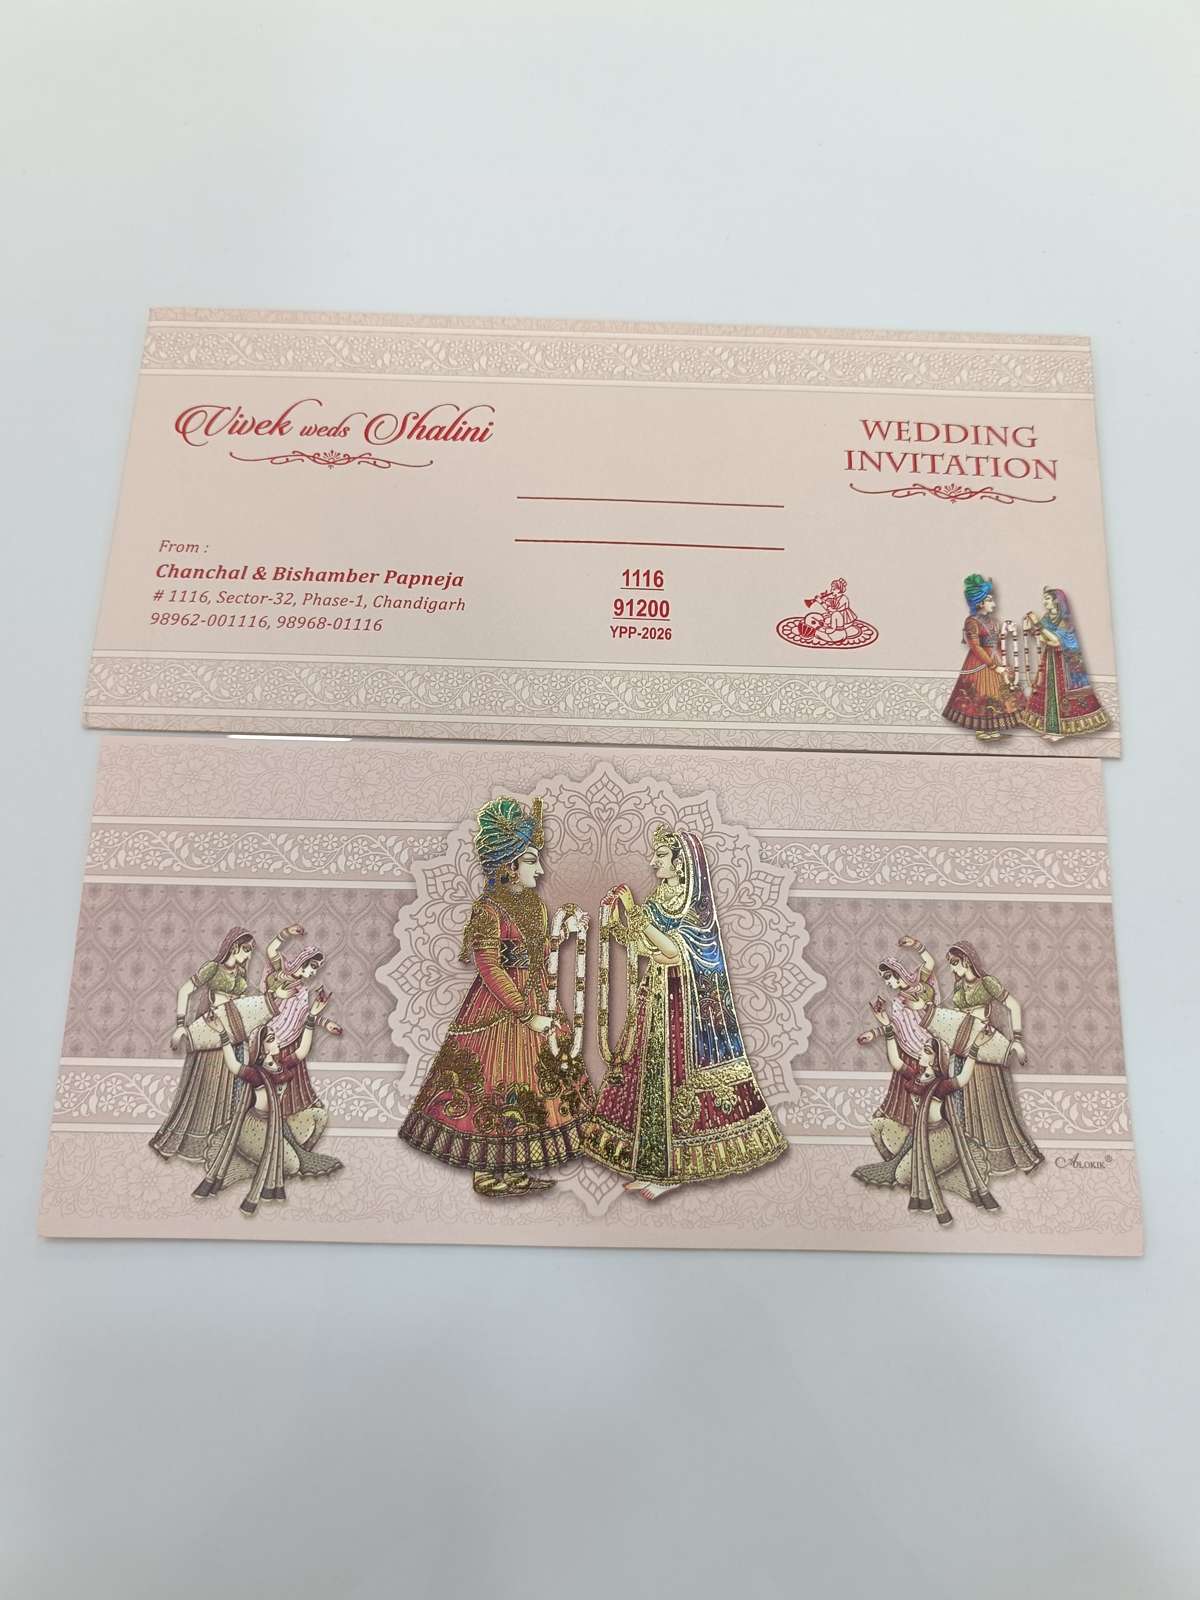 Vivek weds Shalini
WEDDING
INVITATION
From :
Chanchal & Bishamber Papneja
# 1116, Sector-32, Phase-1, Chandigarh
98962-001116, 98968-01116
1116
91200
YPP-2026
ALOKIK®